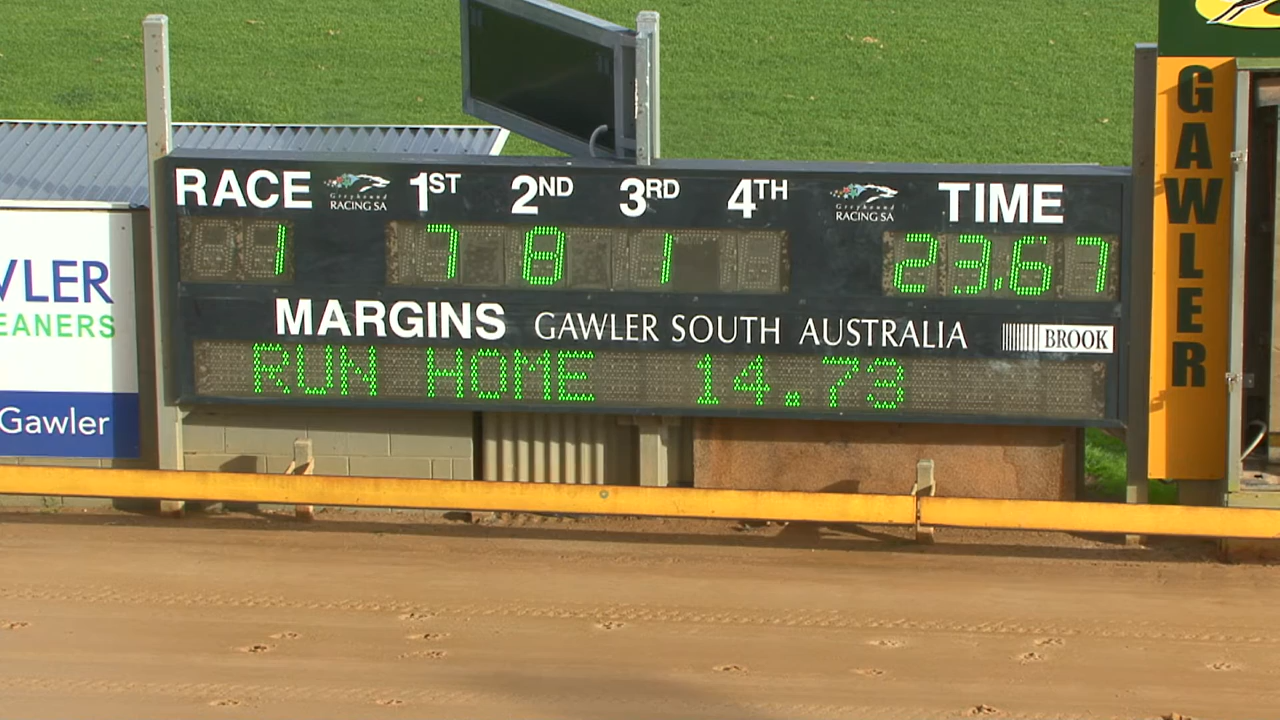 RACE Greyhound RACING SA 1ST 2ND 3RD 4TH Greyhound RACING SA TIME
1 7 8 1 23.67
MARGINS GAWLER SOUTH AUSTRALIA BROOK
RUN HOME 14.73
WLER
EANERS
Gawler
GAWLER